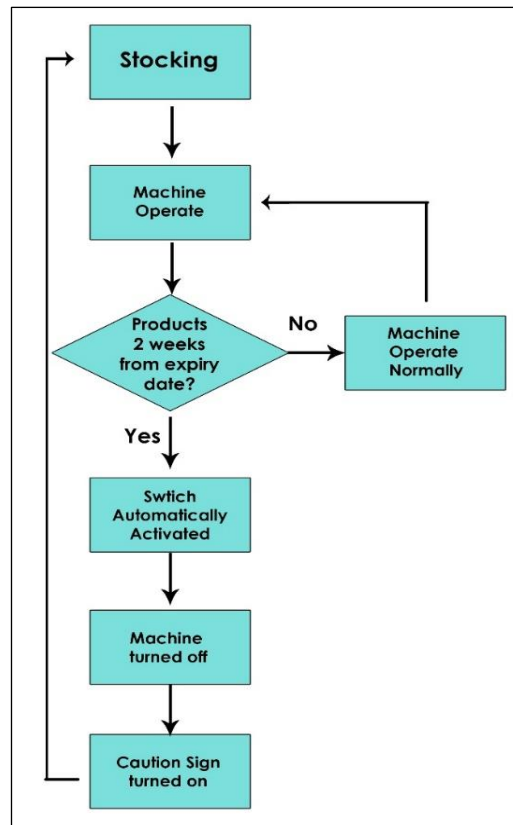 Stocking
Machine
Operate
Products
2 weeks
from expiry
date?
No
Machine
Operate
Normally
Yes
Swtich
Automatically
Activated
Machine
turned off
Caution Sign
turned on